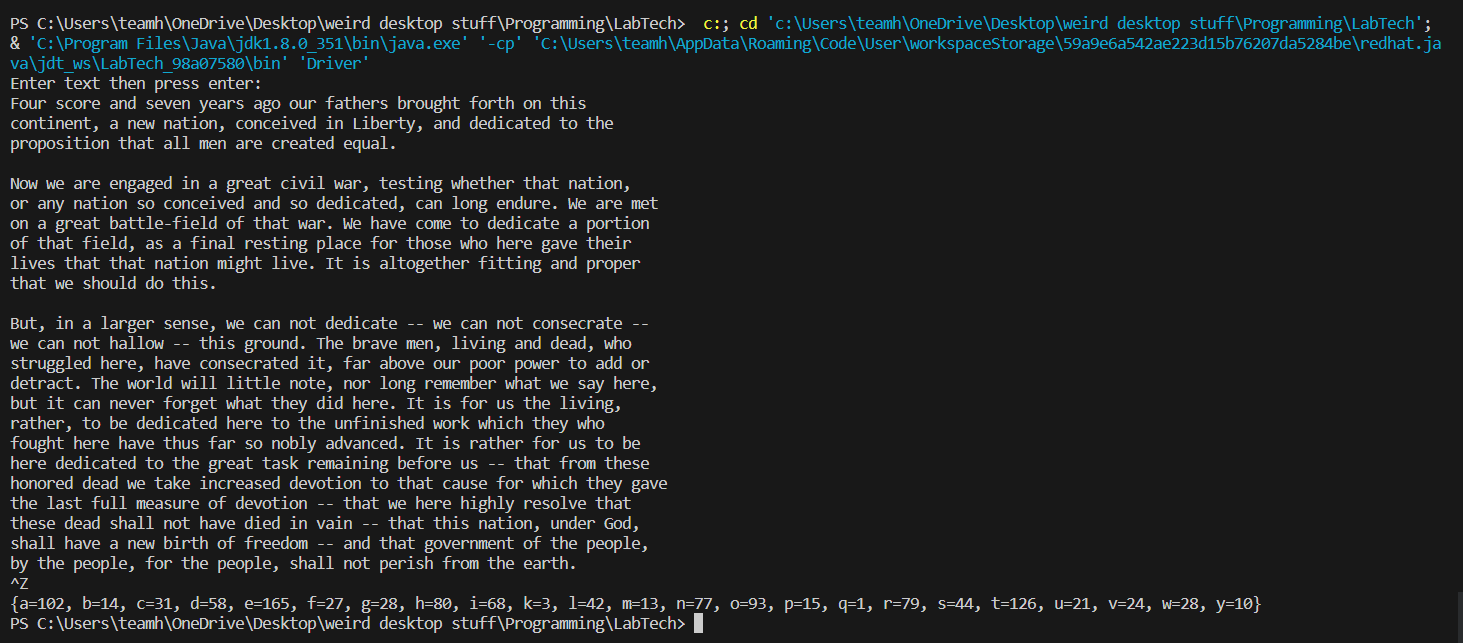 PS C:\Users\teamh\OneDrive\Desktop\weird desktop stuff\Programming\LabTech>  c:; cd 'c:\Users\teamh\OneDrive\Desktop\weird desktop stuff\Programming\LabTech';
& 'C:\Program Files\Java\jdk1.8.0_351\bin\java.exe' '-cp' 'C:\Users\teamh\AppData\Roaming\Code\User\workspaceStorage\59a9e6a542ae223d15b76207da5284be\redhat.ja
va\jdt_ws\LabTech_98a07580\bin' 'Driver'
Enter text then press enter:
Four score and seven years ago our fathers brought forth on this
continent, a new nation, conceived in Liberty, and dedicated to the
proposition that all men are created equal.

Now we are engaged in a great civil war, testing whether that nation,
or any nation so conceived and so dedicated, can long endure. We are met
on a great battle-field of that war. We have come to dedicate a portion
of that field, as a final resting place for those who here gave their
lives that that nation might live. It is altogether fitting and proper
that we should do this.

But, in a larger sense, we can not dedicate -- we can not consecrate --
we can not hallow -- this ground. The brave men, living and dead, who
struggled here, have consecrated it, far above our poor power to add or
detract. The world will little note, nor long remember what we say here,
but it can never forget what they did here. It is for us the living,
rather, to be dedicated here to the unfinished work which they who
fought here have thus far so nobly advanced. It is rather for us to be
here dedicated to the great task remaining before us -- that from these
honored dead we take increased devotion to that cause for which they gave
the last full measure of devotion -- that we here highly resolve that
these dead shall not have died in vain -- that this nation, under God,
shall have a new birth of freedom -- and that government of the people,
by the people, for the people, shall not perish from the earth.
^Z
{a=102, b=14, c=31, d=58, e=165, f=27, g=28, h=80, i=68, k=3, l=42, m=13, n=77, o=93, p=15, q=1, r=79, s=44, t=126, u=21, v=24, w=28, y=10}
PS C:\Users\teamh\OneDrive\Desktop\weird desktop stuff\Programming\LabTech>